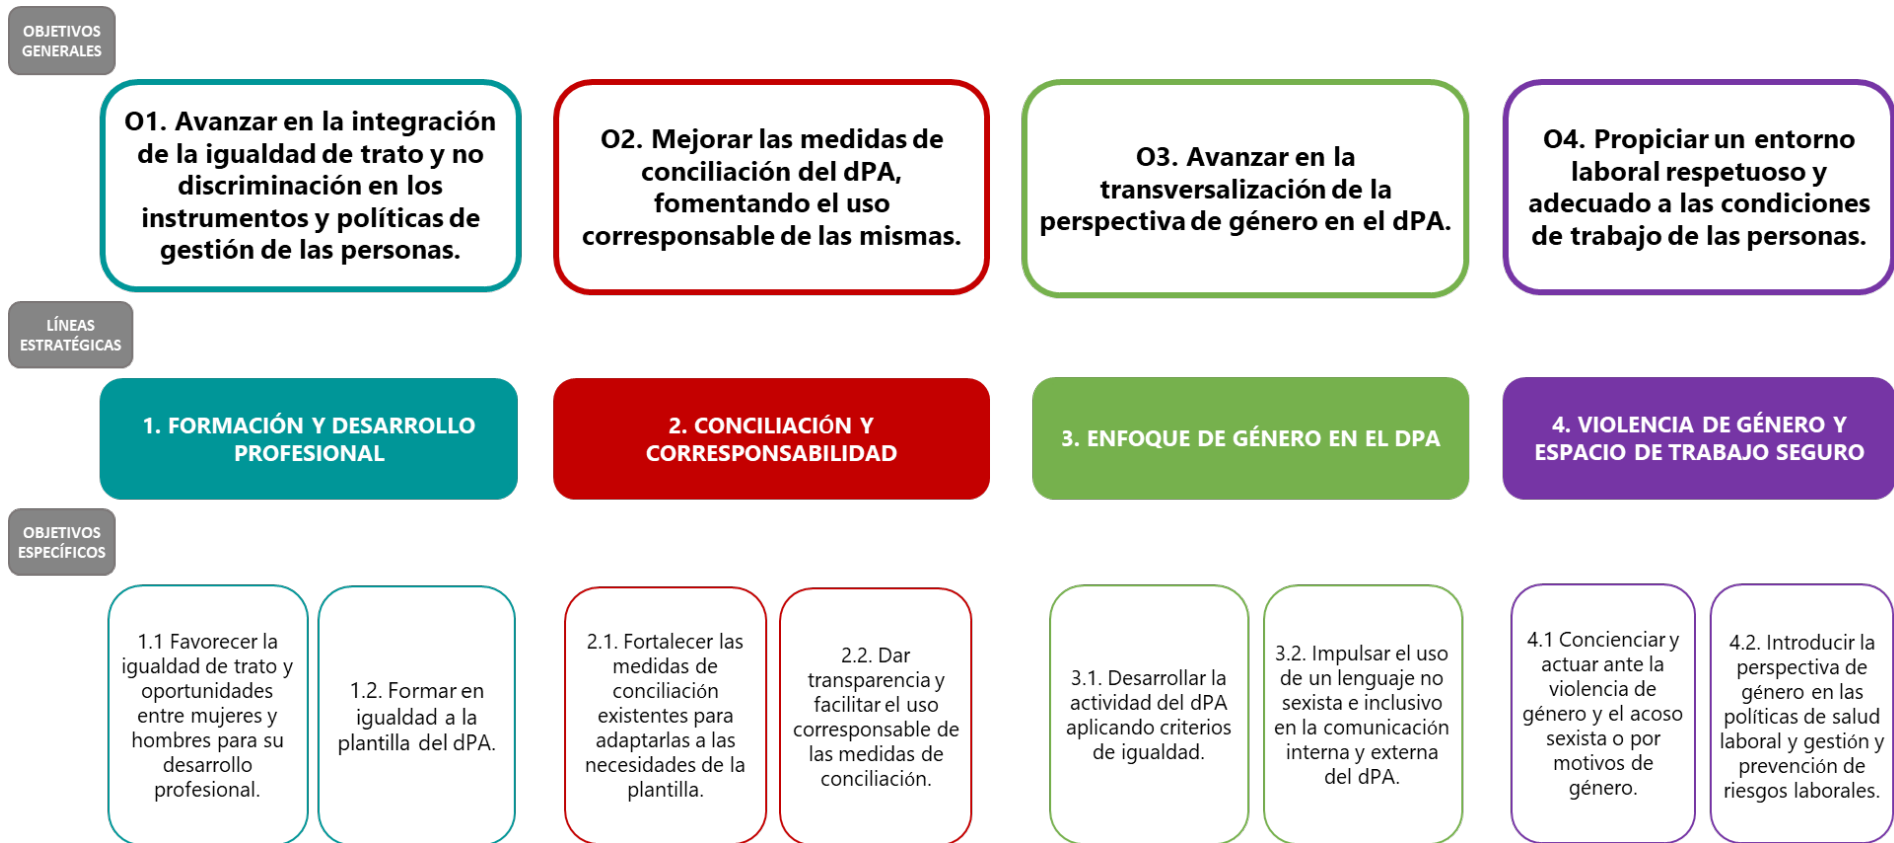 OBJETIVOS
GENERALES
O1. Avanzar en la integración
de la igualdad de trato y no
discriminación en los
instrumentos y políticas de
gestión de las personas.
O2. Mejorar las medidas de
conciliación del dPA,
fomentando el uso
corresponsable de las mismas.
O3. Avanzar en la
transversalización de la
perspectiva de género en el dPA.
O4. Propiciar un entorno
laboral respetuoso y
adecuado a las condiciones
de trabajo de las personas.
LÍNEAS
ESTRATÉGICAS
1. FORMACIÓN Y DESARROLLO
PROFESIONAL
2. CONCILIACIÓN Y
CORRESPONSABILIDAD
3. ENFOQUE DE GÉNERO EN EL DPA
4. VIOLENCIA DE GÉNERO Y
ESPACIO DE TRABAJO SEGURO
OBJETIVOS
ESPECÍFICOS
1.1 Favorecer la
igualdad de trato y
oportunidades
entre mujeres y
hombres para su
desarrollo
profesional.
1.2. Formar en
igualdad a la
plantilla del dPA.
2.1. Fortalecer las
medidas de
conciliación
existentes para
adaptarlas a las
necesidades de la
plantilla.
2.2. Dar
transparencia y
facilitar el uso
corresponsable de
las medidas de
conciliación.
3.1. Desarrollar la
actividad del dPA
aplicando criterios
de igualdad.
3.2. Impulsar el uso
de un lenguaje no
sexista e inclusivo
en la comunicación
interna y externa
del dPA.
4.1 Concienciar y
actuar ante la
violencia de
género y el acoso
sexista o por
motivos de
género.
4.2. Introducir la
perspectiva de
género en las
políticas de salud
laboral y gestión y
prevención de
riesgos laborales.